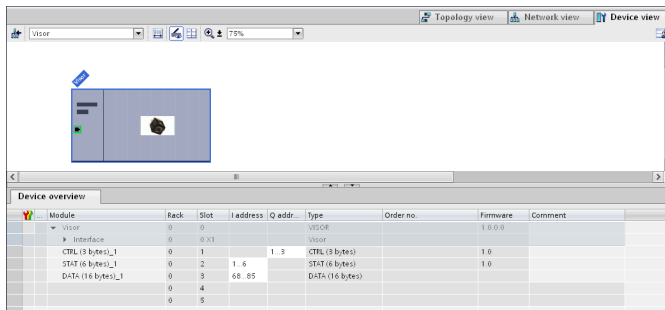 Topology view Network view Device view
Visor 75%
Visor
Device overview
... Module Rack Slot I address Q addr... Type Order no. Firmware Comment
Visor 0 0 VISOR 1.0.0.0
Interface 0 0 X1 Visor
CTRL (3 bytes)_1 0 1 1...3 CTRL (3 bytes) 1.0
STAT (6 bytes)_1 0 2 1...6 STAT (6 bytes) 1.0
DATA (16 bytes)_1 0 3 68...85 DATA (16 bytes)
0 4
0 5